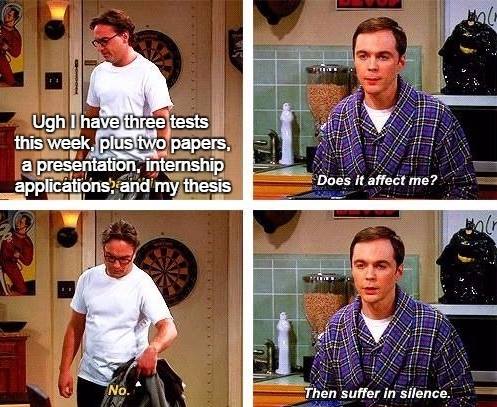 Ugh I have three tests
this week, plus two papers,
a presentation, internship
applications, and my thesis
Does it affect me?
No.
Then suffer in silence.